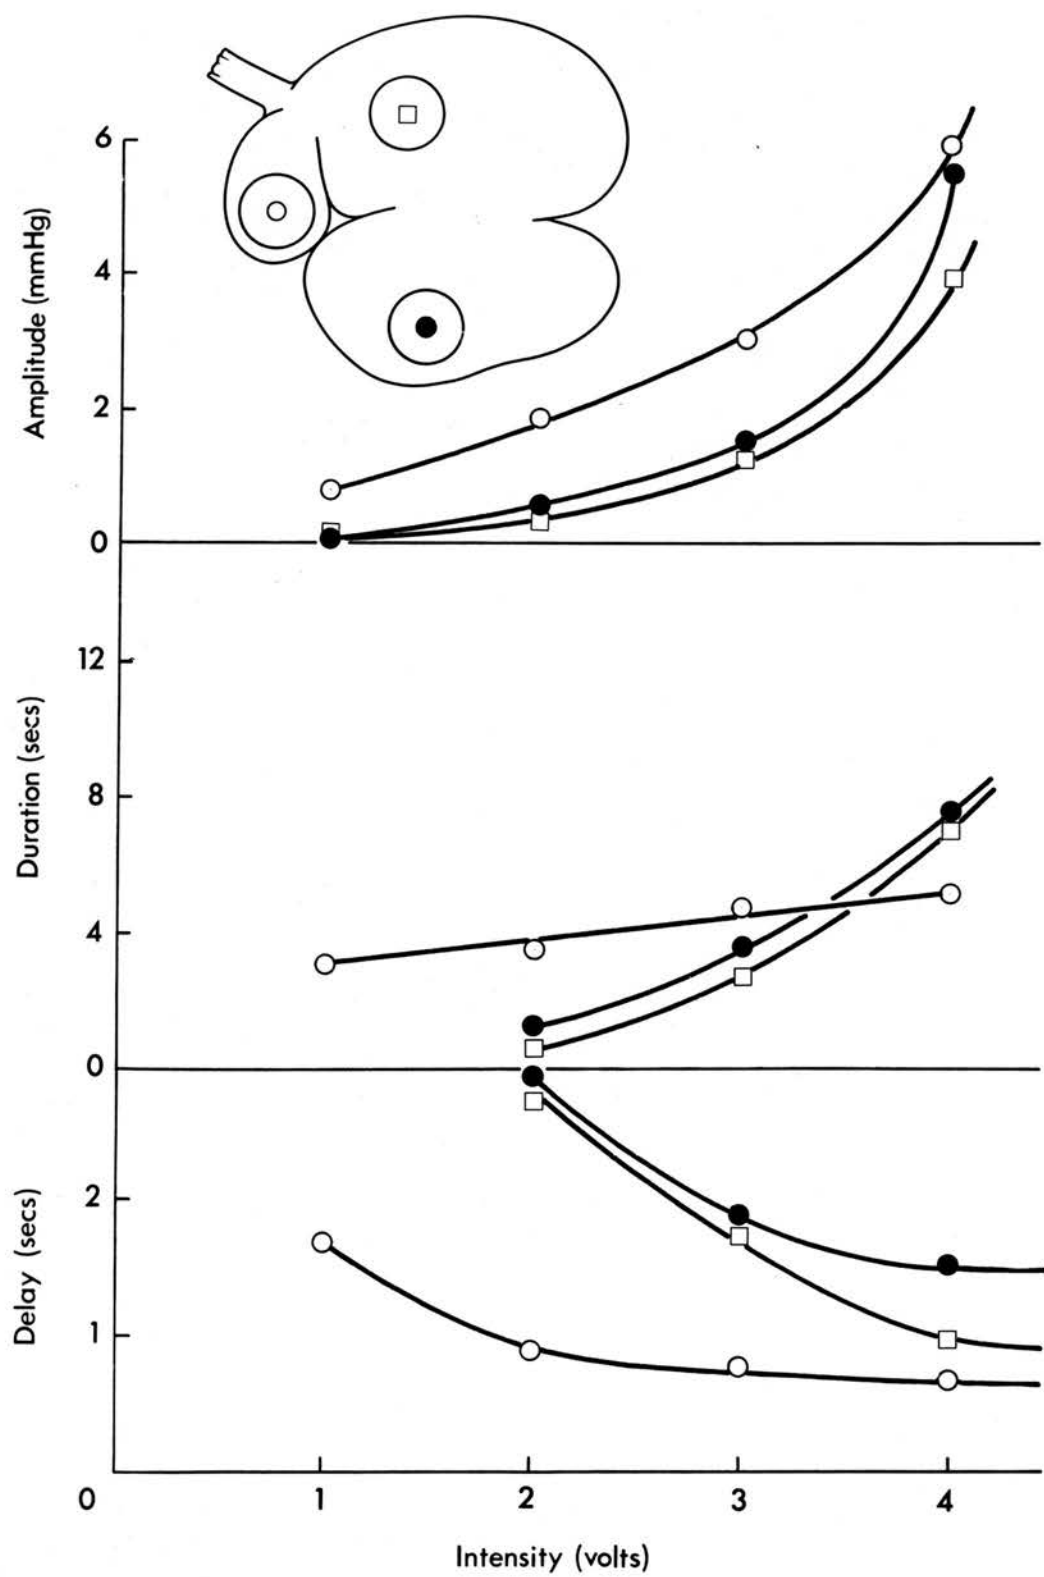 6
4
2
0
Amplitude (mmHg)
12
8
4
0
Duration (secs)
2
1
Delay (secs)
0 1 2 3 4
Intensity (volts)